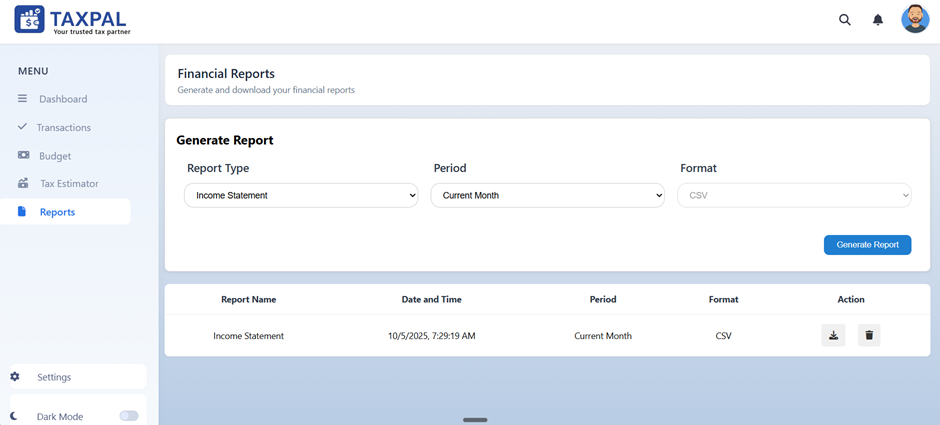 TAXPAL
Your trusted tax partner
MENU
Dashboard
Transactions
Budget
Tax Estimator
Reports
Settings
Dark Mode
Financial Reports
Generate and download your financial reports
Generate Report
Report Type Period Format
Income Statement Current Month CSV
Generate Report
Report Name Date and Time Period Format Action
Income Statement 10/5/2025, 7:29:19 AM Current Month CSV